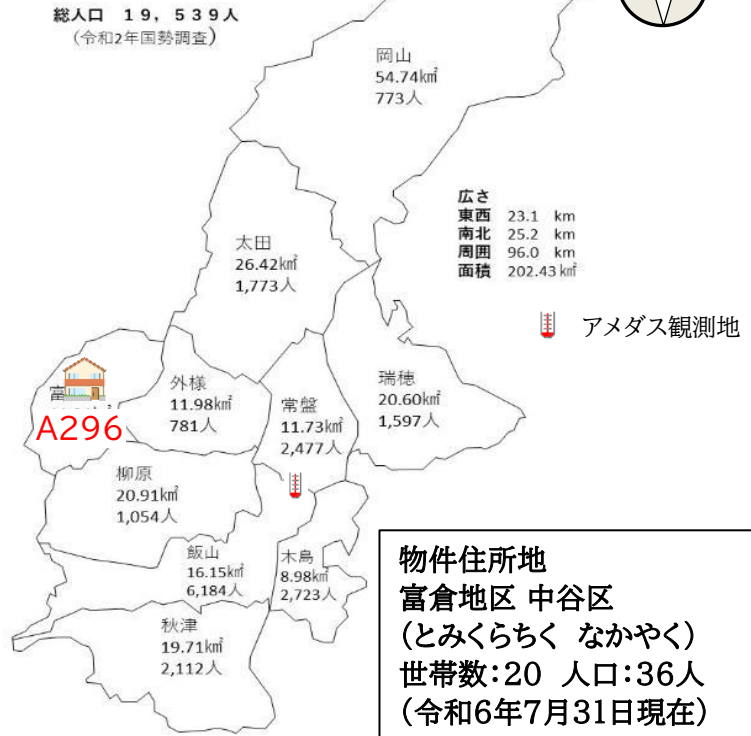 総人口 19,539人
(令和2年国勢調査)
岡山
54.74㎢
773人
広さ
東西 23.1 km
南北 25.2 km
周囲 96.0 km
面積 202.43㎢
太田
26.42㎢
1,773人
アメダス観測地
富
A296
外様
11.98㎢
781人
常盤
11.73㎢
2,477人
瑞穂
20.60㎢
1,597人
柳原
20.91㎢
1,054人
飯山
16.15㎢
6,184人
木島
8.98㎢
2,723人
秋津
19.71㎢
2,112人
物件住所地
富倉地区 中谷区
(とみくらちく なかやく)
世帯数:20 人口:36人
(令和6年7月31日現在)